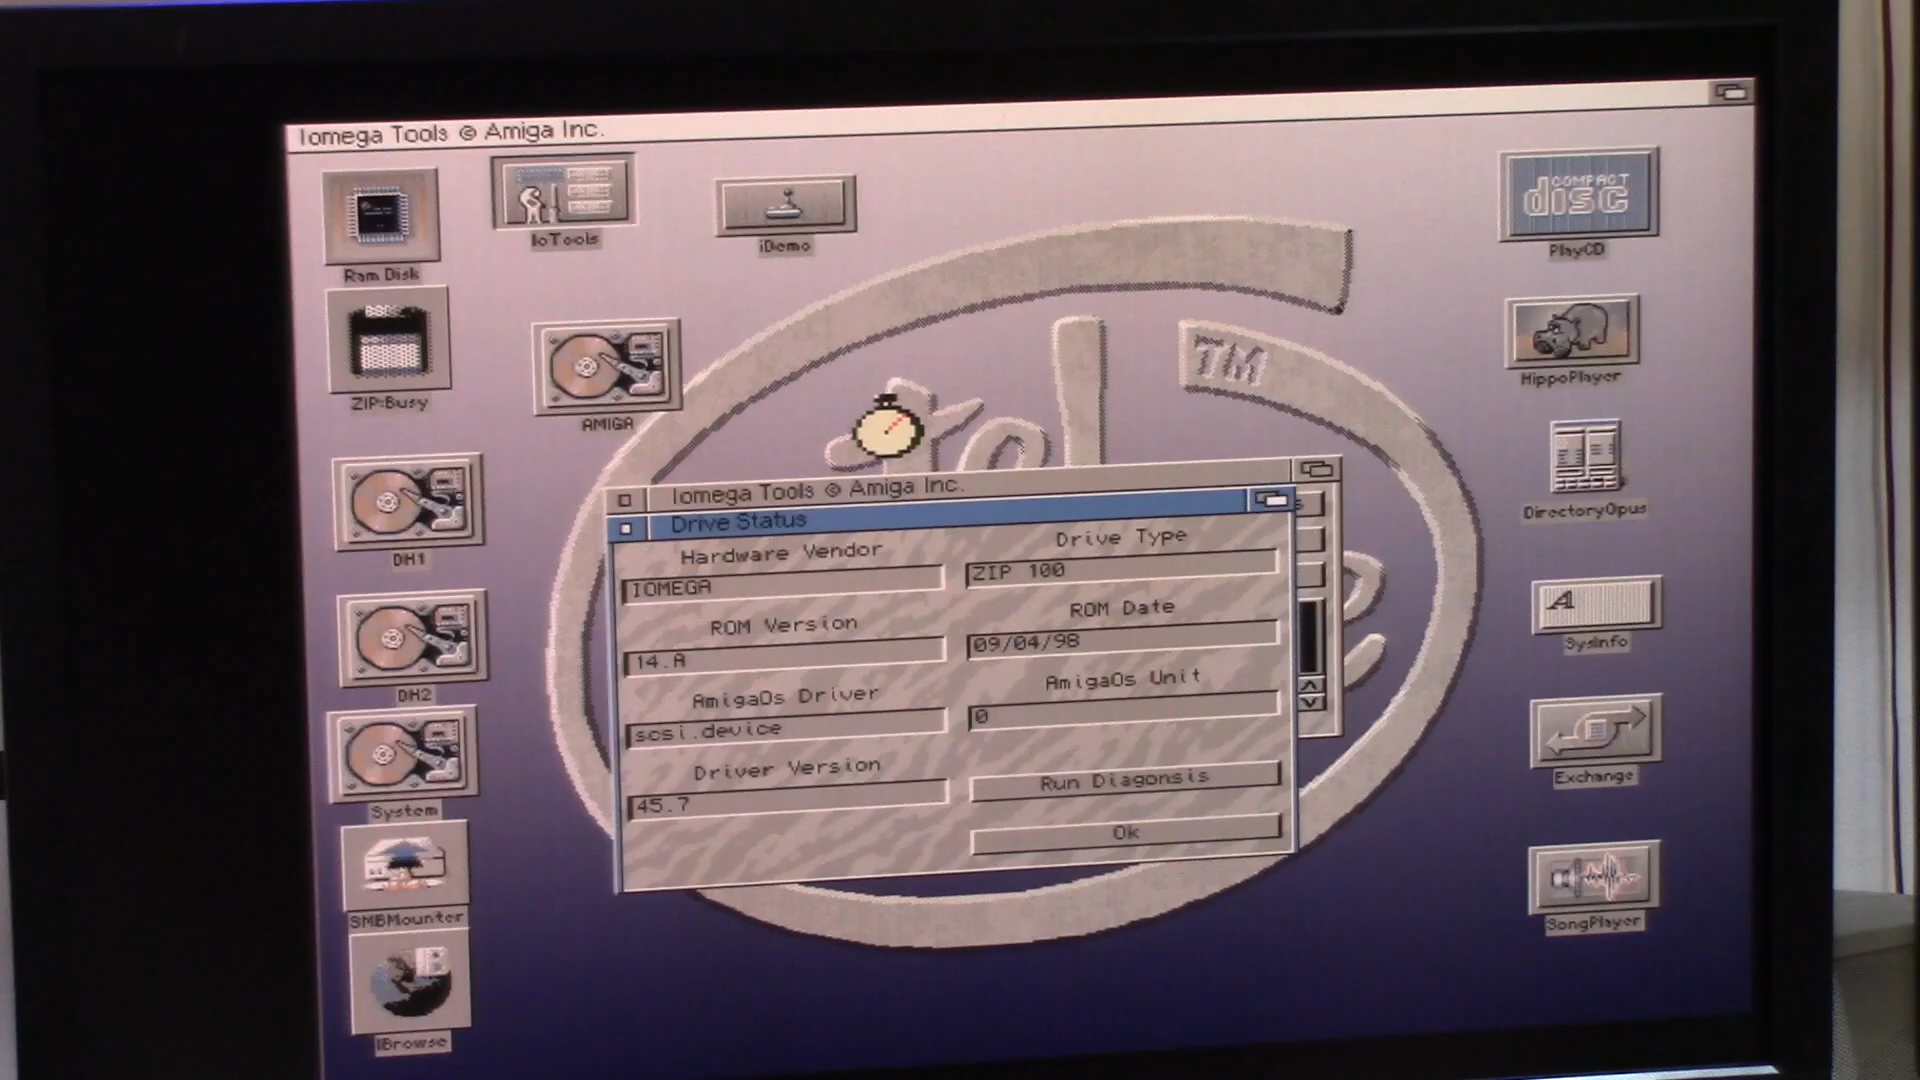 Iomega Tools © Amiga Inc.
Ram Disk
IoTools
iDemo
COMPACT
disc
PlayCD
ZIP:Busy
AMIGA
TM
HippoPlayer
DH1
DirectoryOpus
Iomega Tools © Amiga Inc.
Drive Status
Hardware Vendor
Drive Type
IOMEGA
ZIP 100
ROM Version
ROM Date
14.A
09/04/98
AmigaOs Driver
AmigaOs Unit
scsi.device
0
Driver Version
Run Diagonsis
45.7
Ok
DH2
A
SysInfo
System
Exchange
SMBMounter
SongPlayer
IB
IBrowse